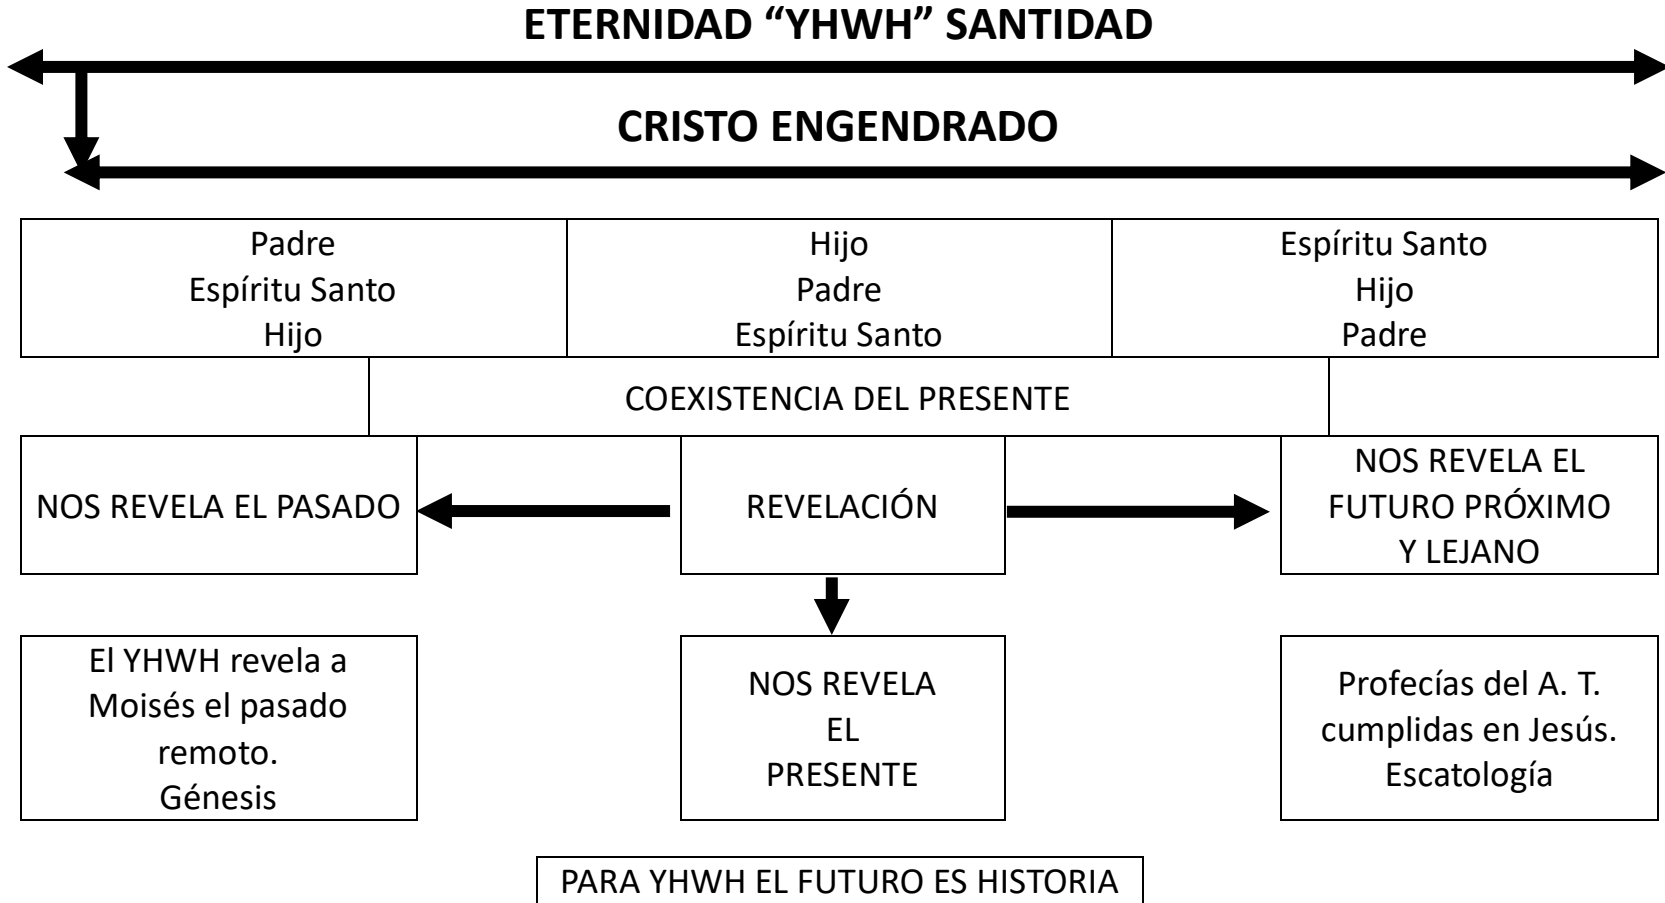 ETERNIDAD “YHWH” SANTIDAD
CRISTO ENGENDRADO
Padre
Espíritu Santo
Hijo
Hijo
Padre
Espíritu Santo
Espíritu Santo
Hijo
Padre
COEXISTENCIA DEL PRESENTE
NOS REVELA EL PASADO
REVELACIÓN
NOS REVELA EL
FUTURO PRÓXIMO
Y LEJANO
El YHWH revela a
Moisés el pasado
remoto.
Génesis
NOS REVELA
EL
PRESENTE
Profecías del A. T.
cumplidas en Jesús.
Escatología
PARA YHWH EL FUTURO ES HISTORIA